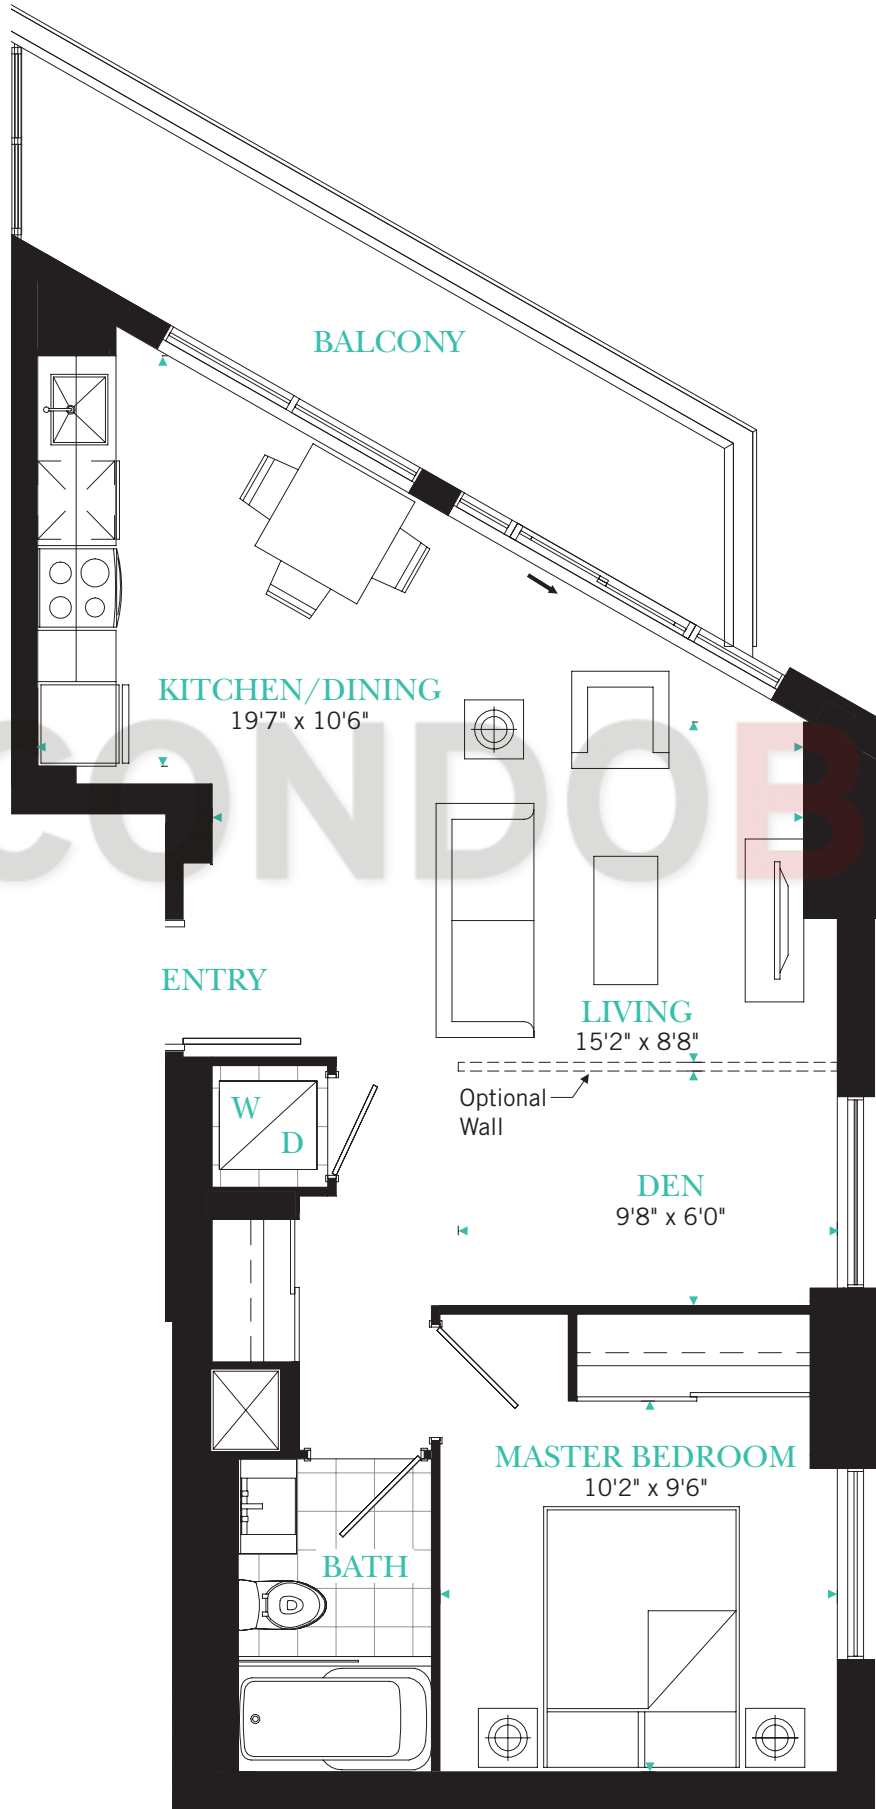 BALCONY
KITCHEN/DINING
19'7" x 10'6"
CONDOB
ENTRY
LIVING
15'2" x 8'8"
Optional
Wall
W
D
DEN
9'8" x 6'0"
MASTER BEDROOM
10'2" x 9'6"
BATH